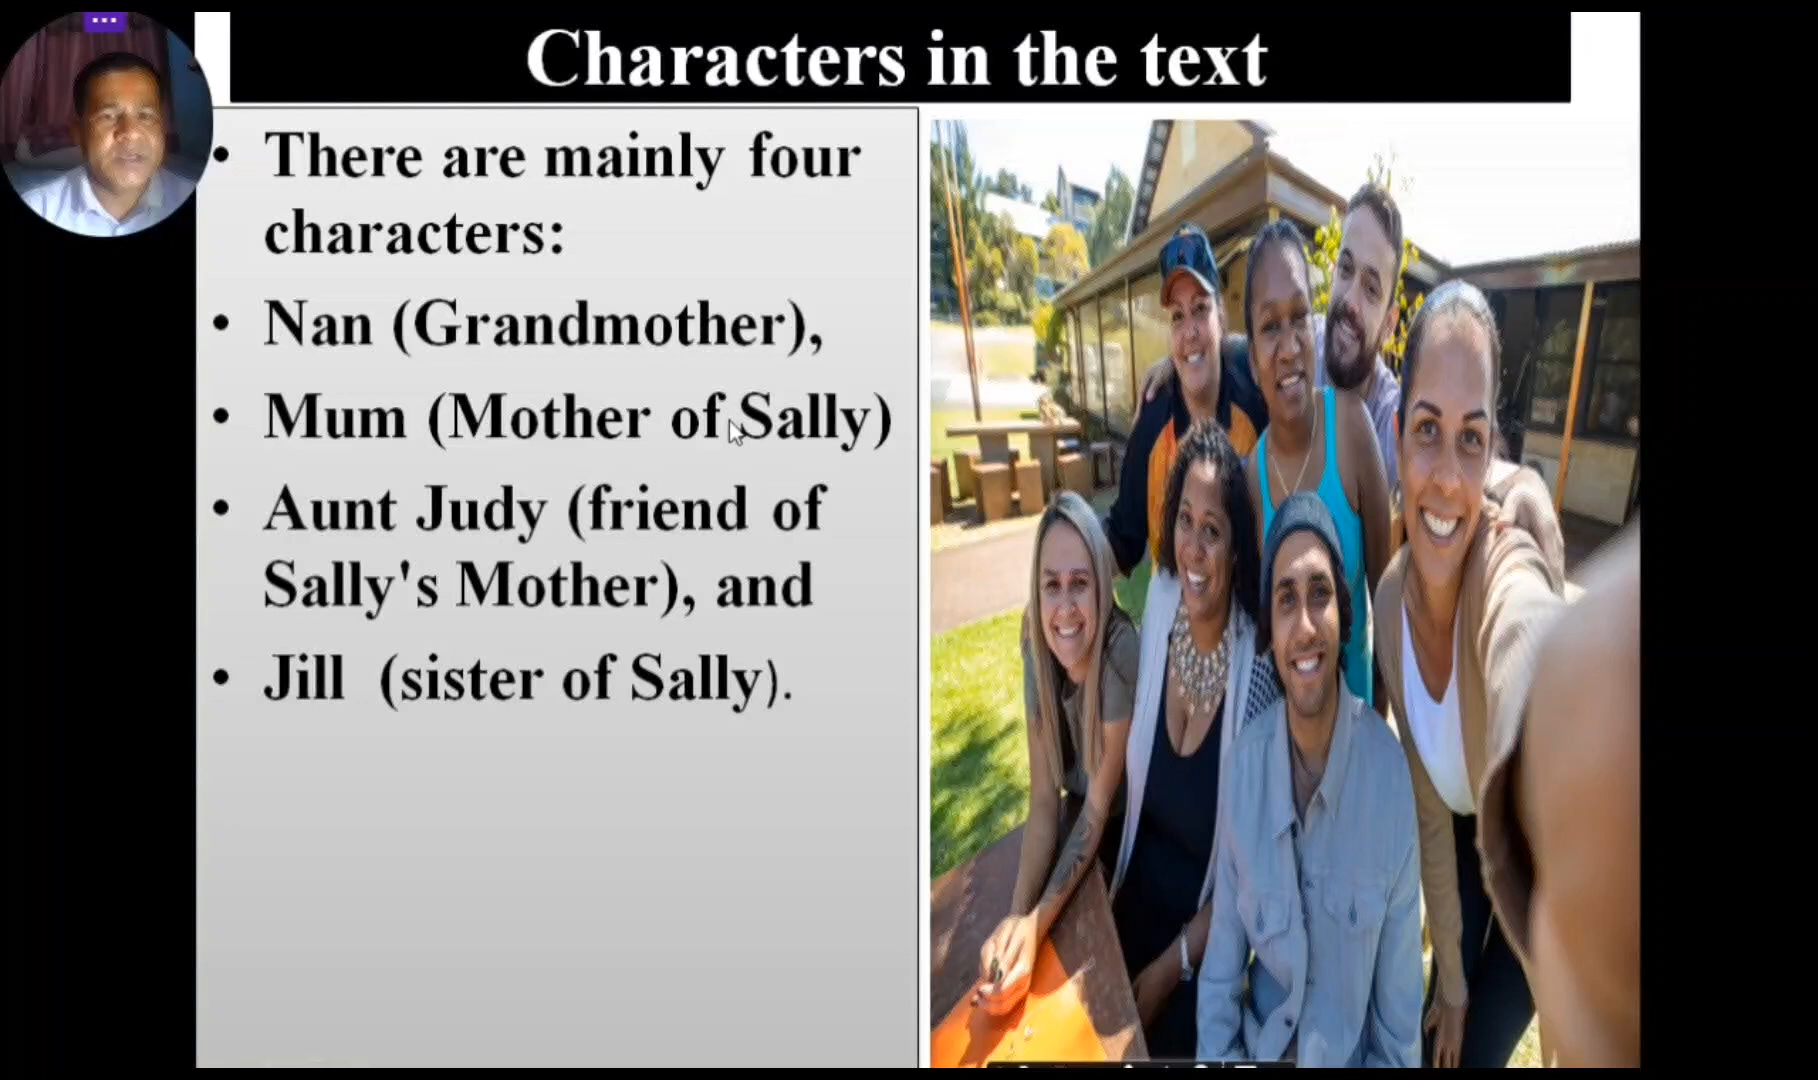 Characters in the text
• There are mainly four
characters:
• Nan (Grandmother),
• Mum (Mother of Sally)
• Aunt Judy (friend of
Sally's Mother), and
• Jill (sister of Sally).